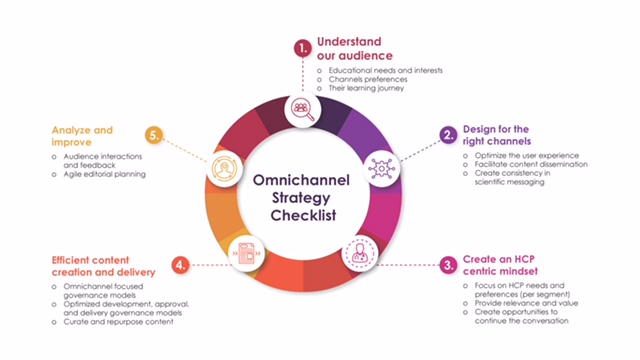 1. Understand
our audience
o Educational needs and interests
o Channels preferences
o Their learning journey
2. Design for the
right channels
o Optimize the user experience
o Facilitate content dissemination
o Create consistency in
scientific messaging
3. Create an HCP
centric mindset
o Focus on HCP needs and
preferences (per segment)
o Provide relevance and value
o Create opportunities to
continue the conversation
4. Efficient content
creation and delivery
o Omnichannel focused
governance models
o Optimized development, approval,
and delivery governance models
o Curate and repurpose content
5. Analyze and
improve
o Audience interactions
and feedback
o Agile editorial planning
Omnichannel
Strategy
Checklist